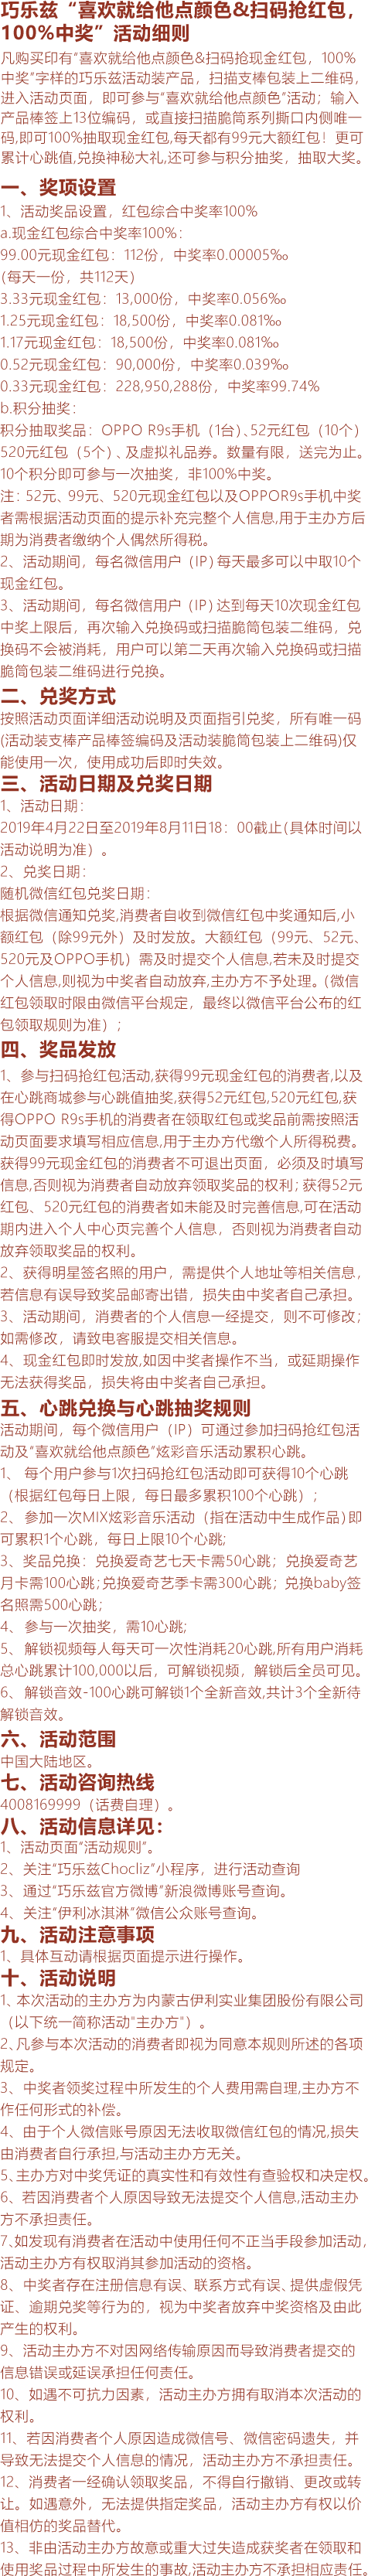 巧乐兹“喜欢就给他点颜色&扫码抢红包，
100%中奖”活动细则
凡购买印有“喜欢就给他点颜色&扫码抢现金红包，100%
中奖”字样的巧乐兹活动装产品，扫描支棒包装上二维码，
进入活动页面，即可参与“喜欢就给他点颜色”活动；输入
产品棒签上13位编码，或直接扫描脆筒系列撕口内侧唯一
码,即可100%抽取现金红包,每天都有99元大额红包！更可
累计心跳值,兑换神秘大礼,还可参与积分抽奖，抽取大奖。
一、奖项设置
1、活动奖品设置，红包综合中奖率100%
a.现金红包综合中奖率100%：
99.00元现金红包：112份，中奖率0.00005‰
（每天一份，共112天）
3.33元现金红包：13,000份，中奖率0.056‰
1.25元现金红包：18,500份，中奖率0.081‰
1.17元现金红包：18,500份，中奖率0.081‰
0.52元现金红包：90,000份，中奖率0.039‰
0.33元现金红包：228,950,288份，中奖率99.74%
b.积分抽奖：
积分抽取奖品：OPPO R9s手机（1台）、52元红包（10个）
520元红包（5个）、及虚拟礼品券。数量有限，送完为止。
10个积分即可参与一次抽奖，非100%中奖。
注：52元、99元、520元现金红包以及OPPOR9s手机中奖
者需根据活动页面的提示补充完整个人信息,用于主办方后
期为消费者缴纳个人偶然所得税。
2、活动期间，每名微信用户（IP）每天最多可以中取10个
现金红包。
3、活动期间，每名微信用户（IP）达到每天10次现金红包
中奖上限后，再次输入兑换码或扫描脆筒包装二维码，兑
换码不会被消耗，用户可以第二天再次输入兑换码或扫描
脆筒包装二维码进行兑换。
二、兑奖方式
按照活动页面详细活动说明及页面指引兑奖，所有唯一码
(活动装支棒产品棒签编码及活动装脆筒包装上二维码)仅
能使用一次，使用成功后即时失效。
三、活动日期及兑奖日期
1、活动日期：
2019年4月22日至2019年8月11日18：00截止(具体时间以
活动说明为准）。
2、兑奖日期：
随机微信红包兑奖日期：
根据微信通知兑奖,消费者自收到微信红包中奖通知后,小
额红包（除99元外）及时发放。大额红包（99元、52元、
520元及OPPO手机）需及时提交个人信息,若未及时提交
个人信息,则视为中奖者自动放弃,主办方不予处理。（微信
红包领取时限由微信平台规定，最终以微信平台公布的红
包领取规则为准）；
四、奖品发放
1、参与扫码抢红包活动,获得99元现金红包的消费者,以及
在心跳商城参与心跳值抽奖,获得52元红包,520元红包,获
得OPPO R9s手机的消费者在领取红包或奖品前需按照活
动页面要求填写相应信息,用于主办方代缴个人所得税费。
获得99元现金红包的消费者不可退出页面，必须及时填写
信息,否则视为消费者自动放弃领取奖品的权利；获得52元
红包、520元红包的消费者如未能及时完善信息,可在活动
期内进入个人中心页完善个人信息，否则视为消费者自动
放弃领取奖品的权利。
2、获得明星签名照的用户，需提供个人地址等相关信息，
若信息有误导致奖品邮寄出错，损失由中奖者自己承担。
3、活动期间，消费者的个人信息一经提交，则不可修改；
如需修改，请致电客服提交相关信息。
4、现金红包即时发放,如因中奖者操作不当，或延期操作
无法获得奖品，损失将由中奖者自己承担。
五、心跳兑换与心跳抽奖规则
活动期间，每个微信用户（IP）可通过参加扫码抢红包活
动及“喜欢就给他点颜色”炫彩音乐活动累积心跳。
1、 每个用户参与1次扫码抢红包活动即可获得10个心跳
（根据红包每日上限，每日最多累积100个心跳）；
2、 参加一次MIX炫彩音乐活动（指在活动中生成作品）即
可累积1个心跳，每日上限10个心跳;
3、奖品兑换：兑换爱奇艺七天卡需50心跳；兑换爱奇艺
月卡需100心跳；兑换爱奇艺季卡需300心跳；兑换baby签
名照需500心跳；
4、 参与一次抽奖，需10心跳;
5、 解锁视频每人每天可一次性消耗20心跳,所有用户消耗
总心跳累计100,000以后，可解锁视频，解锁后全员可见。
6、 解锁音效-100心跳可解锁1个全新音效,共计3个全新待
解锁音效。
六、活动范围
中国大陆地区。
七、活动咨询热线
4008169999（话费自理）。
八、活动信息详见：
1、活动页面“活动规则”。
2、关注“巧乐兹Chocliz”小程序，进行活动查询
3、通过“巧乐兹官方微博”新浪微博账号查询。
4、关注“伊利冰淇淋”微信公众账号查询。
九、活动注意事项
1、具体互动请根据页面提示进行操作。
十、活动说明
1、本次活动的主办方为内蒙古伊利实业集团股份有限公司
（以下统一简称活动"主办方"）。
2、凡参与本次活动的消费者即视为同意本规则所述的各项
规定。
3、中奖者领奖过程中所发生的个人费用需自理,主办方不
作任何形式的补偿。
4、由于个人微信账号原因无法收取微信红包的情况,损失
由消费者自行承担,与活动主办方无关。
5、主办方对中奖凭证的真实性和有效性有查验权和决定权。
6、若因消费者个人原因导致无法提交个人信息,活动主办
方不承担责任。
7、如发现有消费者在活动中使用任何不正当手段参加活动，
活动主办方有权取消其参加活动的资格。
8、中奖者存在注册信息有误、联系方式有误、提供虚假凭
证、逾期兑奖等行为的，视为中奖者放弃中奖资格及由此
产生的权利。
9、活动主办方不对因网络传输原因而导致消费者提交的
信息错误或延误承担任何责任。
10、如遇不可抗力因素，活动主办方拥有取消本次活动的
权利。
11、若因消费者个人原因造成微信号、微信密码遗失，并
导致无法提交个人信息的情况，活动主办方不承担责任。
12、消费者一经确认领取奖品，不得自行撤销、更改或转
让。如遇意外，无法提供指定奖品，活动主办方有权以价
值相仿的奖品替代。
13、非由活动主办方故意或重大过失造成获奖者在领取和
使用奖品过程中所发生的事故,活动主办方不承担相应责任。